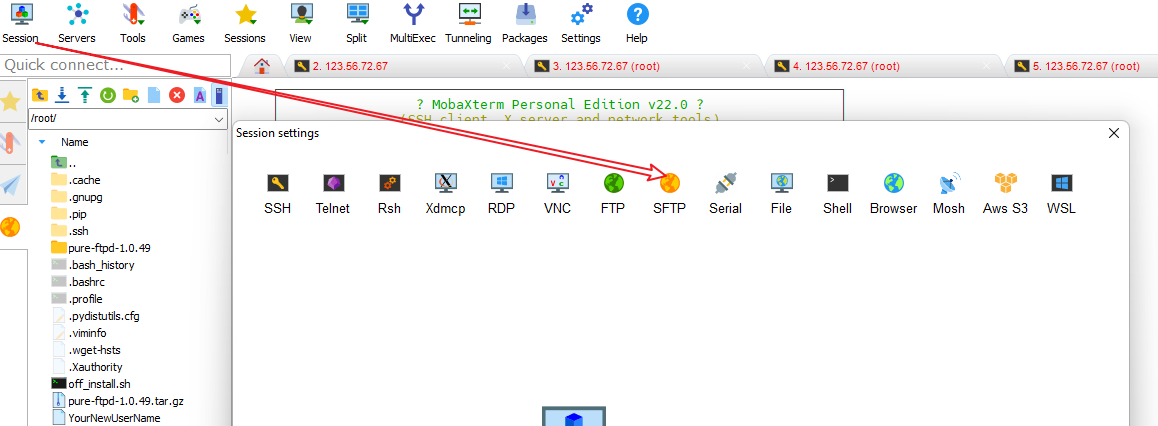 Session Servers Tools Games Sessions View Split MultiExec Tunneling Packages Settings Help
Quick connect...
2. 123.56.72.67
3. 123.56.72.67 (root)
4. 123.56.72.67 (root)
5. 123.56.72.67 (root)
/root/
Name
..
.cache
.gnupg
.pip
.ssh
pure-ftpd-1.0.49
.bash_history
.bashrc
.profile
.pydistutils.cfg
.viminfo
.wget-hsts
.Xauthority
off_install.sh
pure-ftpd-1.0.49.tar.gz
YourNewUserName
? MobaXterm Personal Edition v22.0 ?
(SSH client, X server and network tools)
Session settings
SSH Telnet Rsh Xdmcp RDP VNC FTP SFTP Serial File Shell Browser Mosh Aws S3 WSL